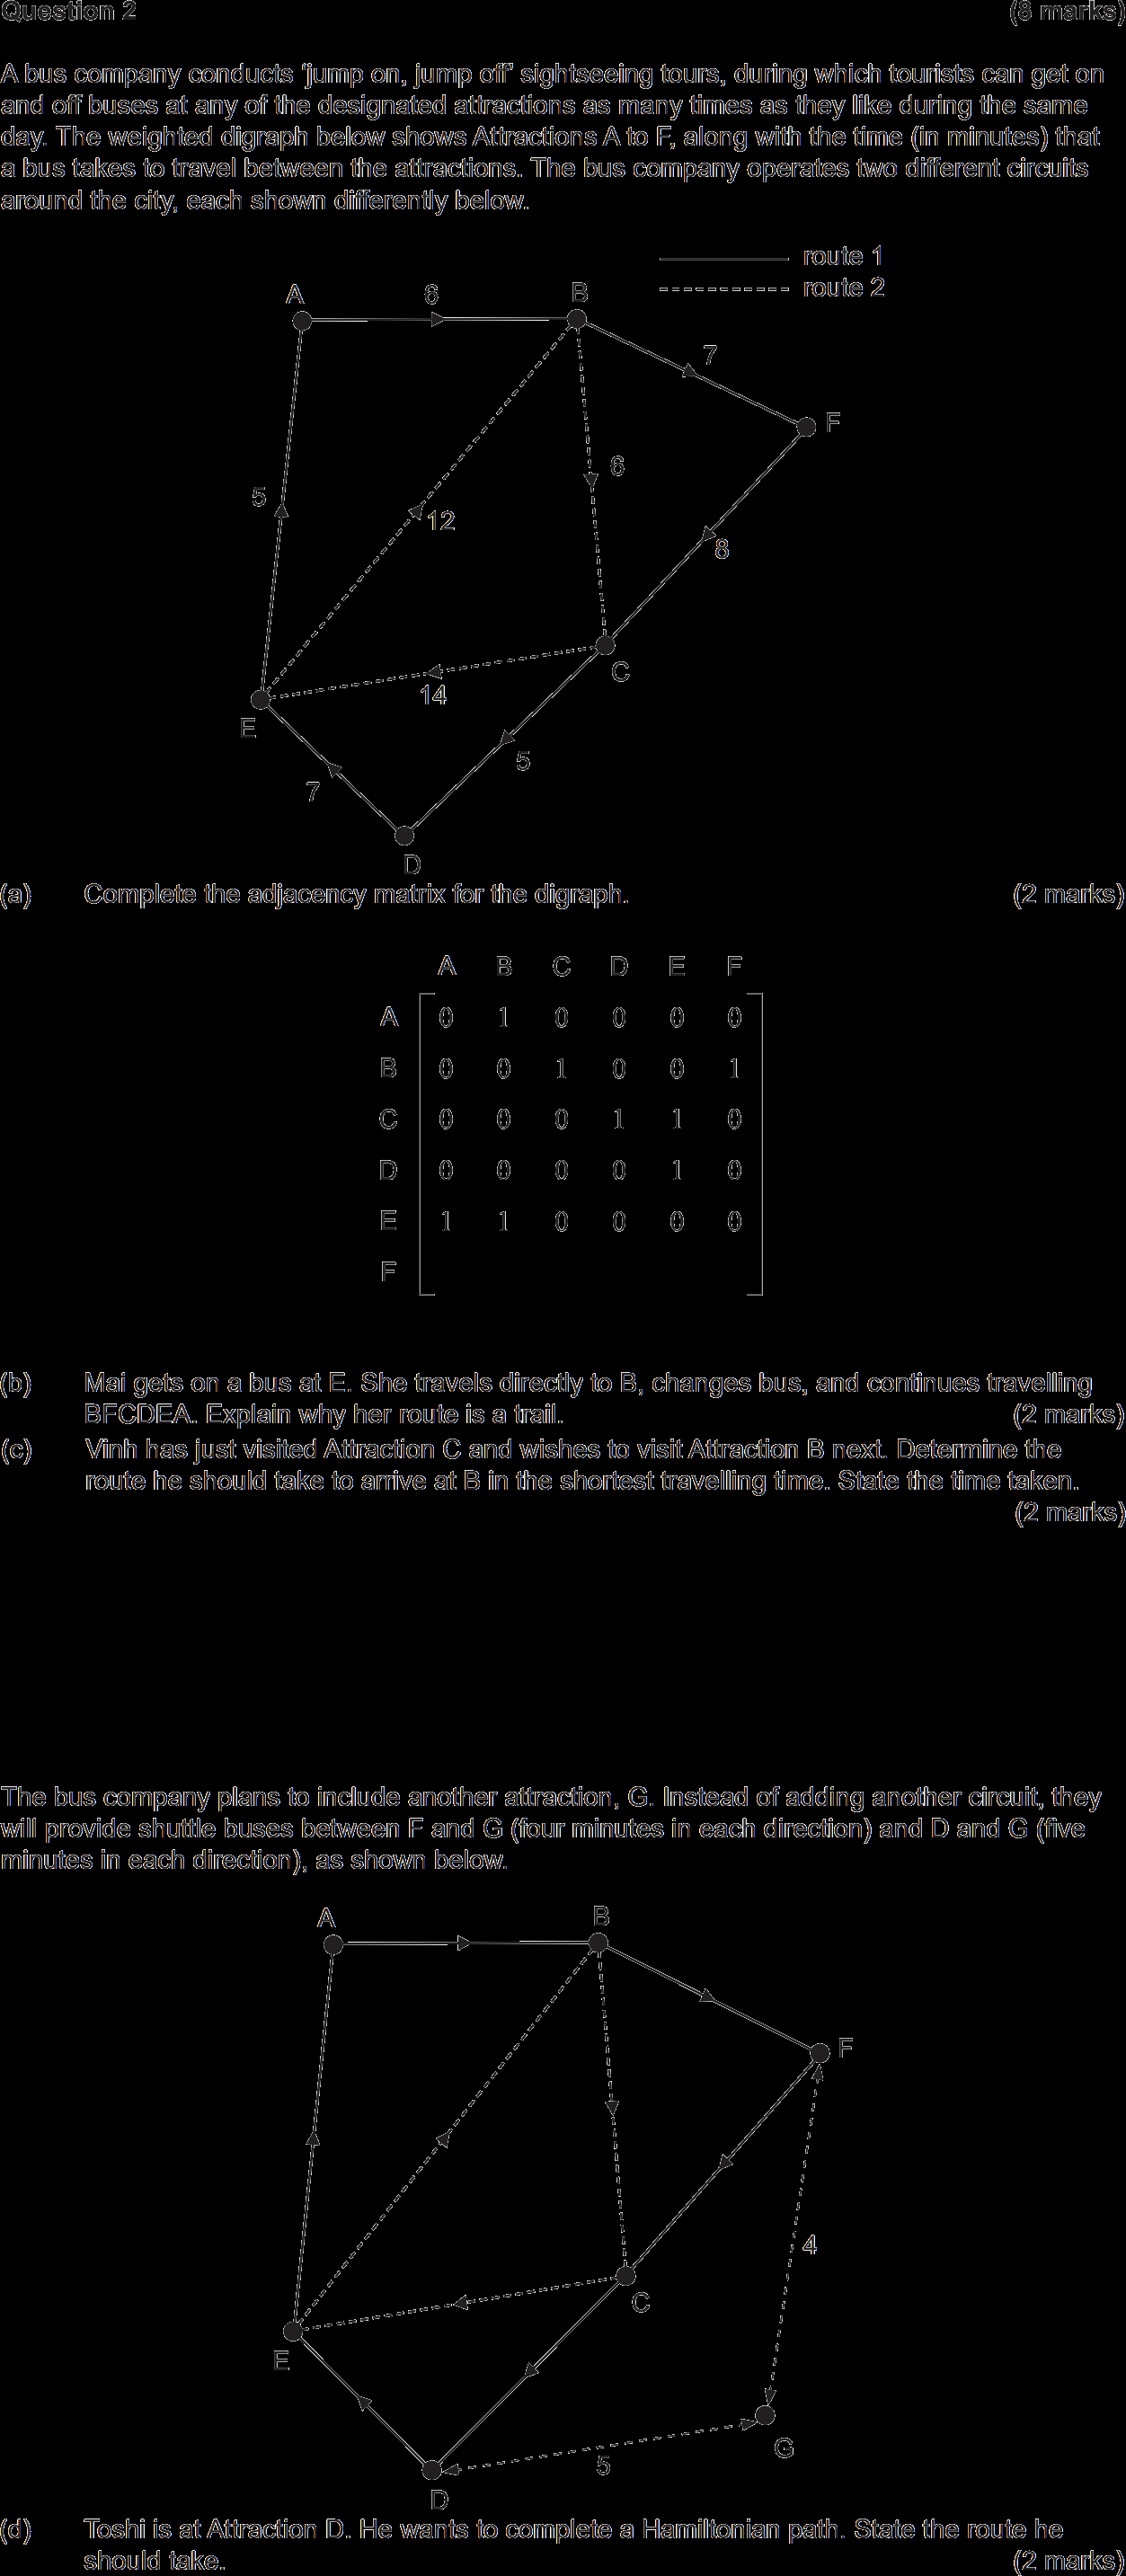 Question 2 (8 marks)
A bus company conducts ‘jump on, jump off’ sightseeing tours, during which tourists can get on
and off buses at any of the designated attractions as many times as they like during the same
day. The weighted digraph below shows Attractions A to F, along with the time (in minutes) that
a bus takes to travel between the attractions. The bus company operates two different circuits
around the city, each shown differently below.
route 1
route 2
A 6 B
7
F
6
5
12
8
C
14
E
5
7
D
(a) Complete the adjacency matrix for the digraph. (2 marks)
A B C D E F
A 0 1 0 0 0 0
B 0 0 1 0 0 1
C 0 0 0 1 1 0
D 0 0 0 0 1 0
E 1 1 0 0 0 0
F
(b) Mai gets on a bus at E. She travels directly to B, changes bus, and continues travelling
BFCDEA. Explain why her route is a trail. (2 marks)
(c) Vinh has just visited Attraction C and wishes to visit Attraction B next. Determine the
route he should take to arrive at B in the shortest travelling time. State the time taken.
(2 marks)
The bus company plans to include another attraction, G. Instead of adding another circuit, they
will provide shuttle buses between F and G (four minutes in each direction) and D and G (five
minutes in each direction), as shown below.
A B
F
4
C
E
G
5
D
(d) Toshi is at Attraction D. He wants to complete a Hamiltonian path. State the route he
should take. (2 marks)